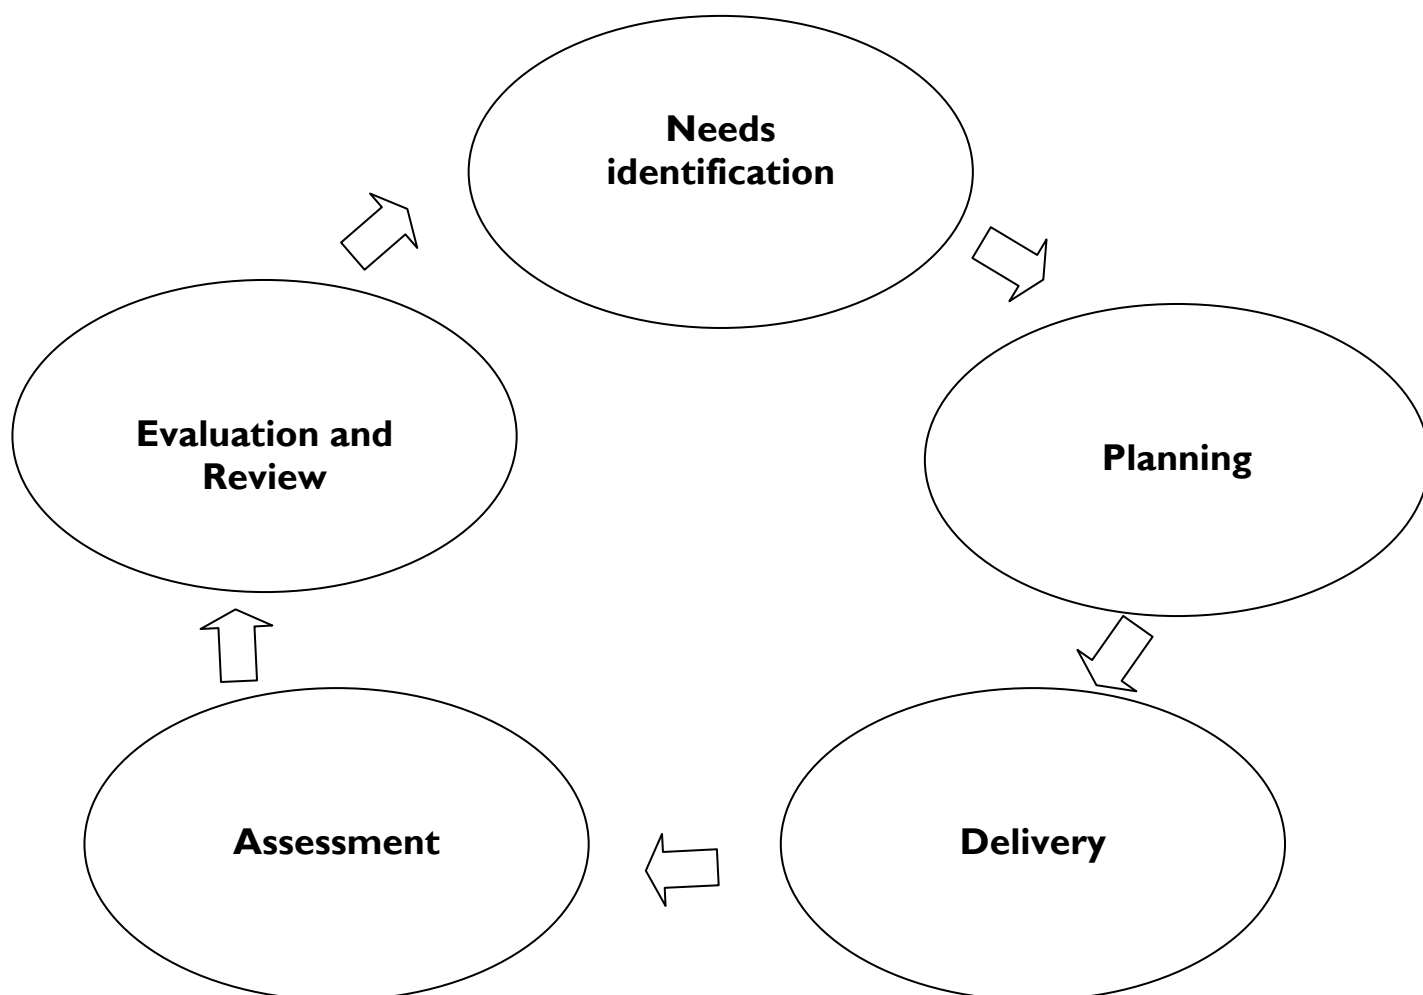 Needs
identification
Planning
Delivery
Assessment
Evaluation and
Review